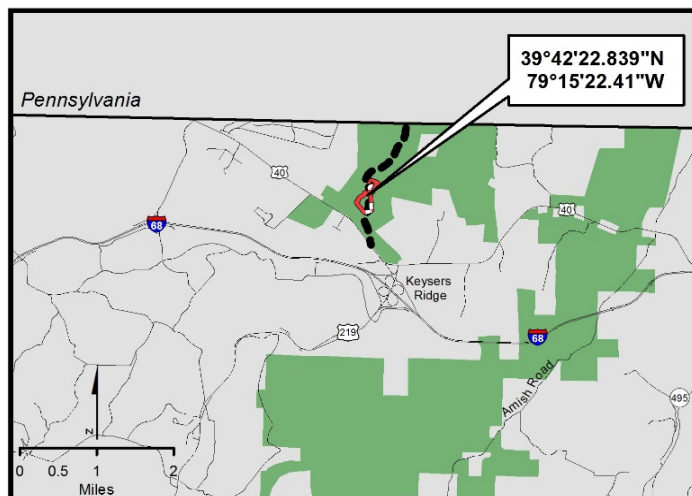 39°42'22.839"N
79°15'22.41"W
Pennsylvania
40
40
68
Keysers
Ridge
219
68
Amish Road
495
N
0 0.5 1 2
Miles